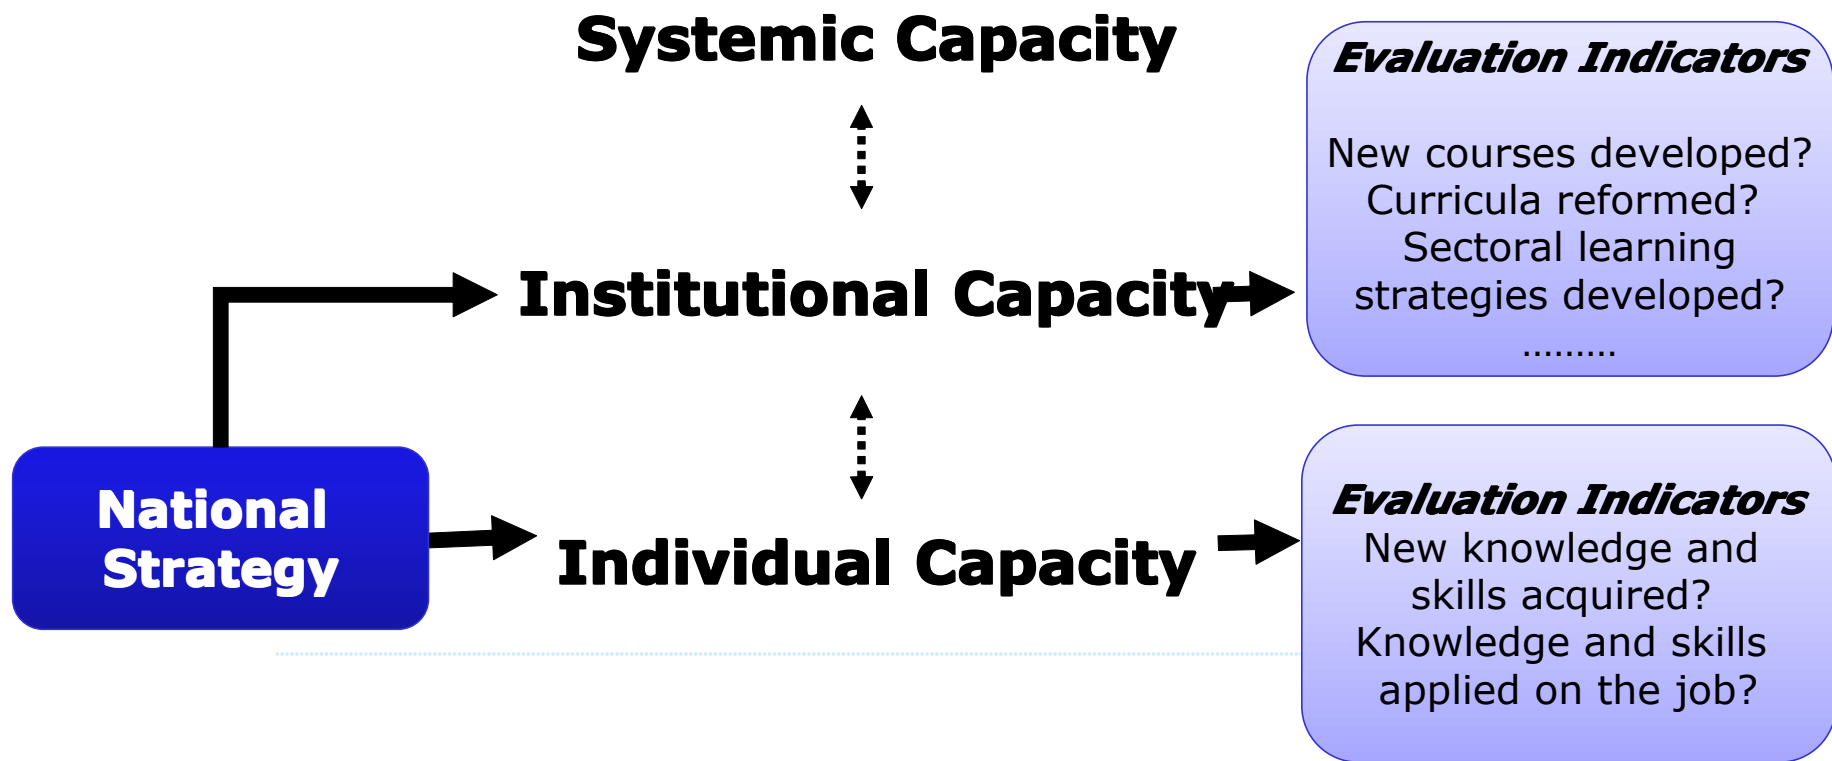 Systemic Capacity
Evaluation Indicators
New courses developed?
Curricula reformed?
Sectoral learning
strategies developed?
.........
Institutional Capacity
National
Strategy
Individual Capacity
Evaluation Indicators
New knowledge and
skills acquired?
Knowledge and skills
applied on the job?